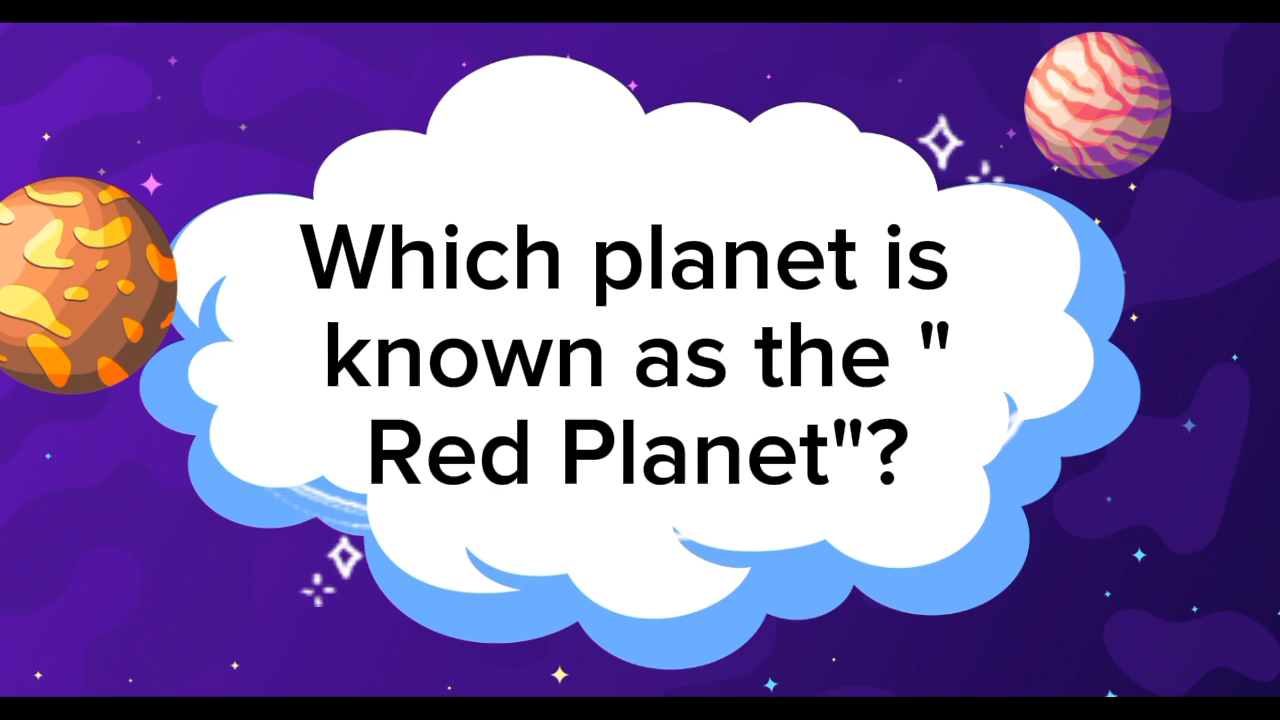 Which planet is
known as the "
Red Planet"?